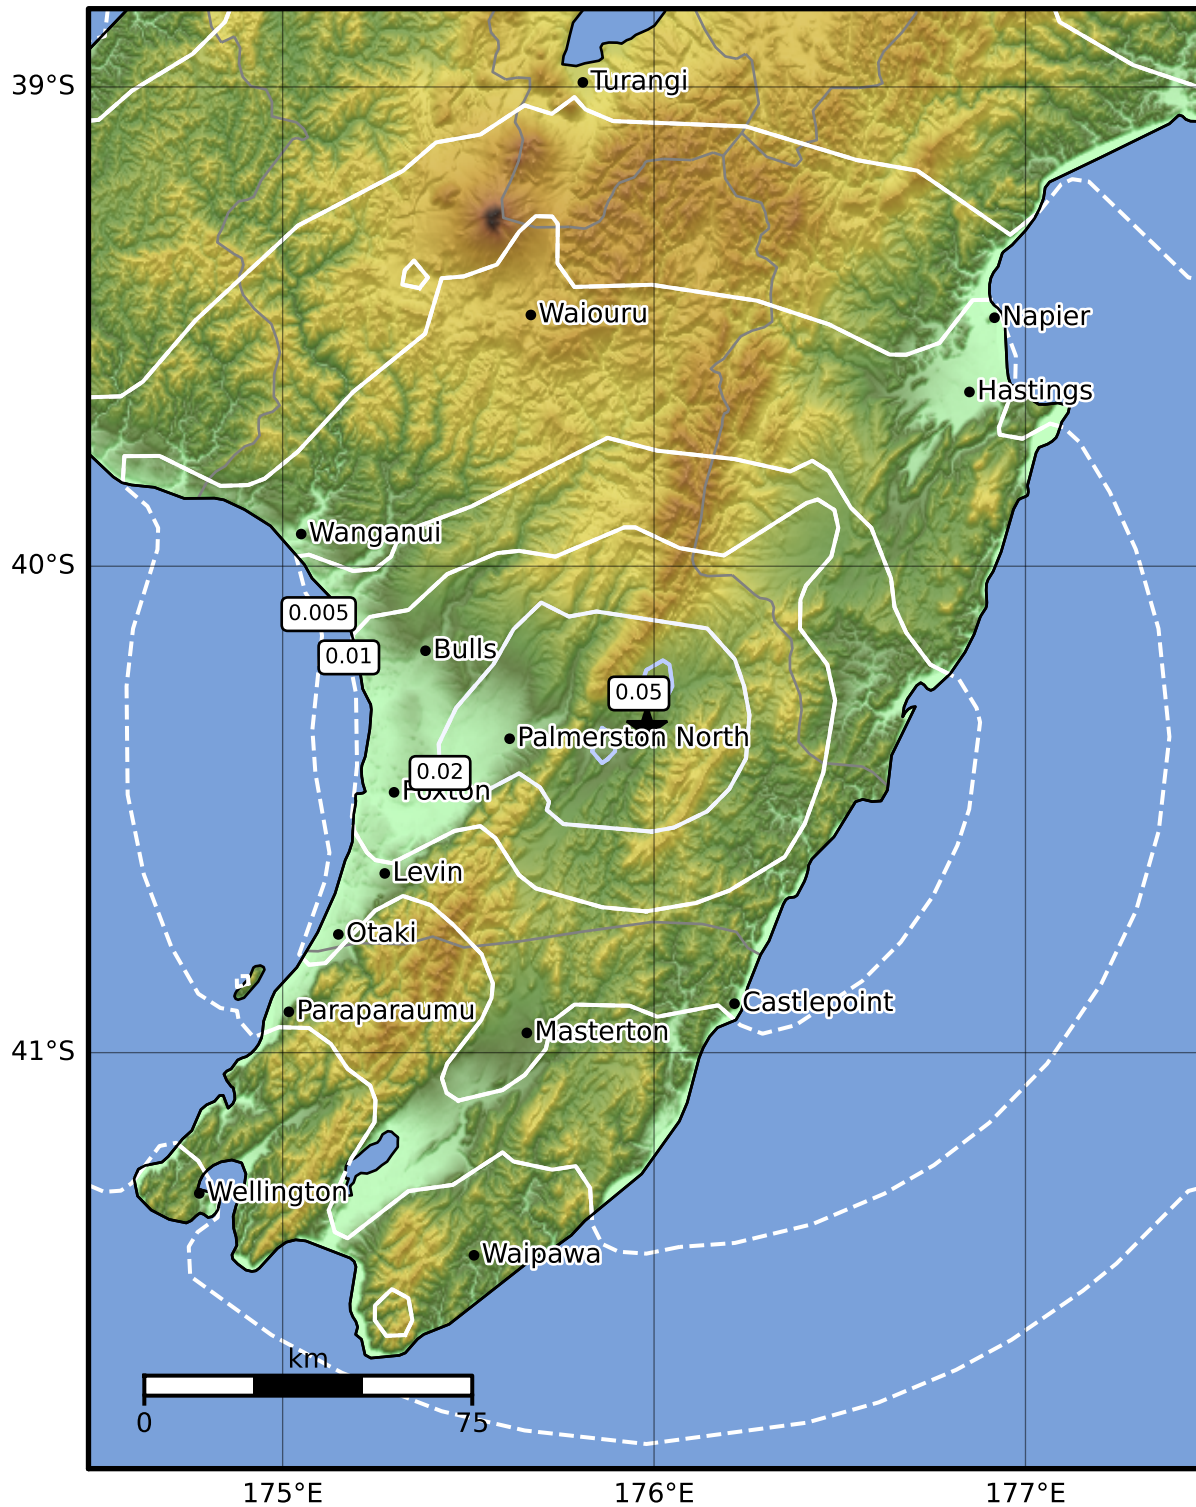 Turangi
39°S
Waiouru
Napier
Hastings
Wanganui
40°S
0.005
Bulls
0.01
0.05
Palmerston North
0.02
Foxton
Levin
Otaki
Castlepoint
Paraparaumu
Masterton
41°S
Wellington
Waipawa
km
0 75
175°E 176°E 177°E